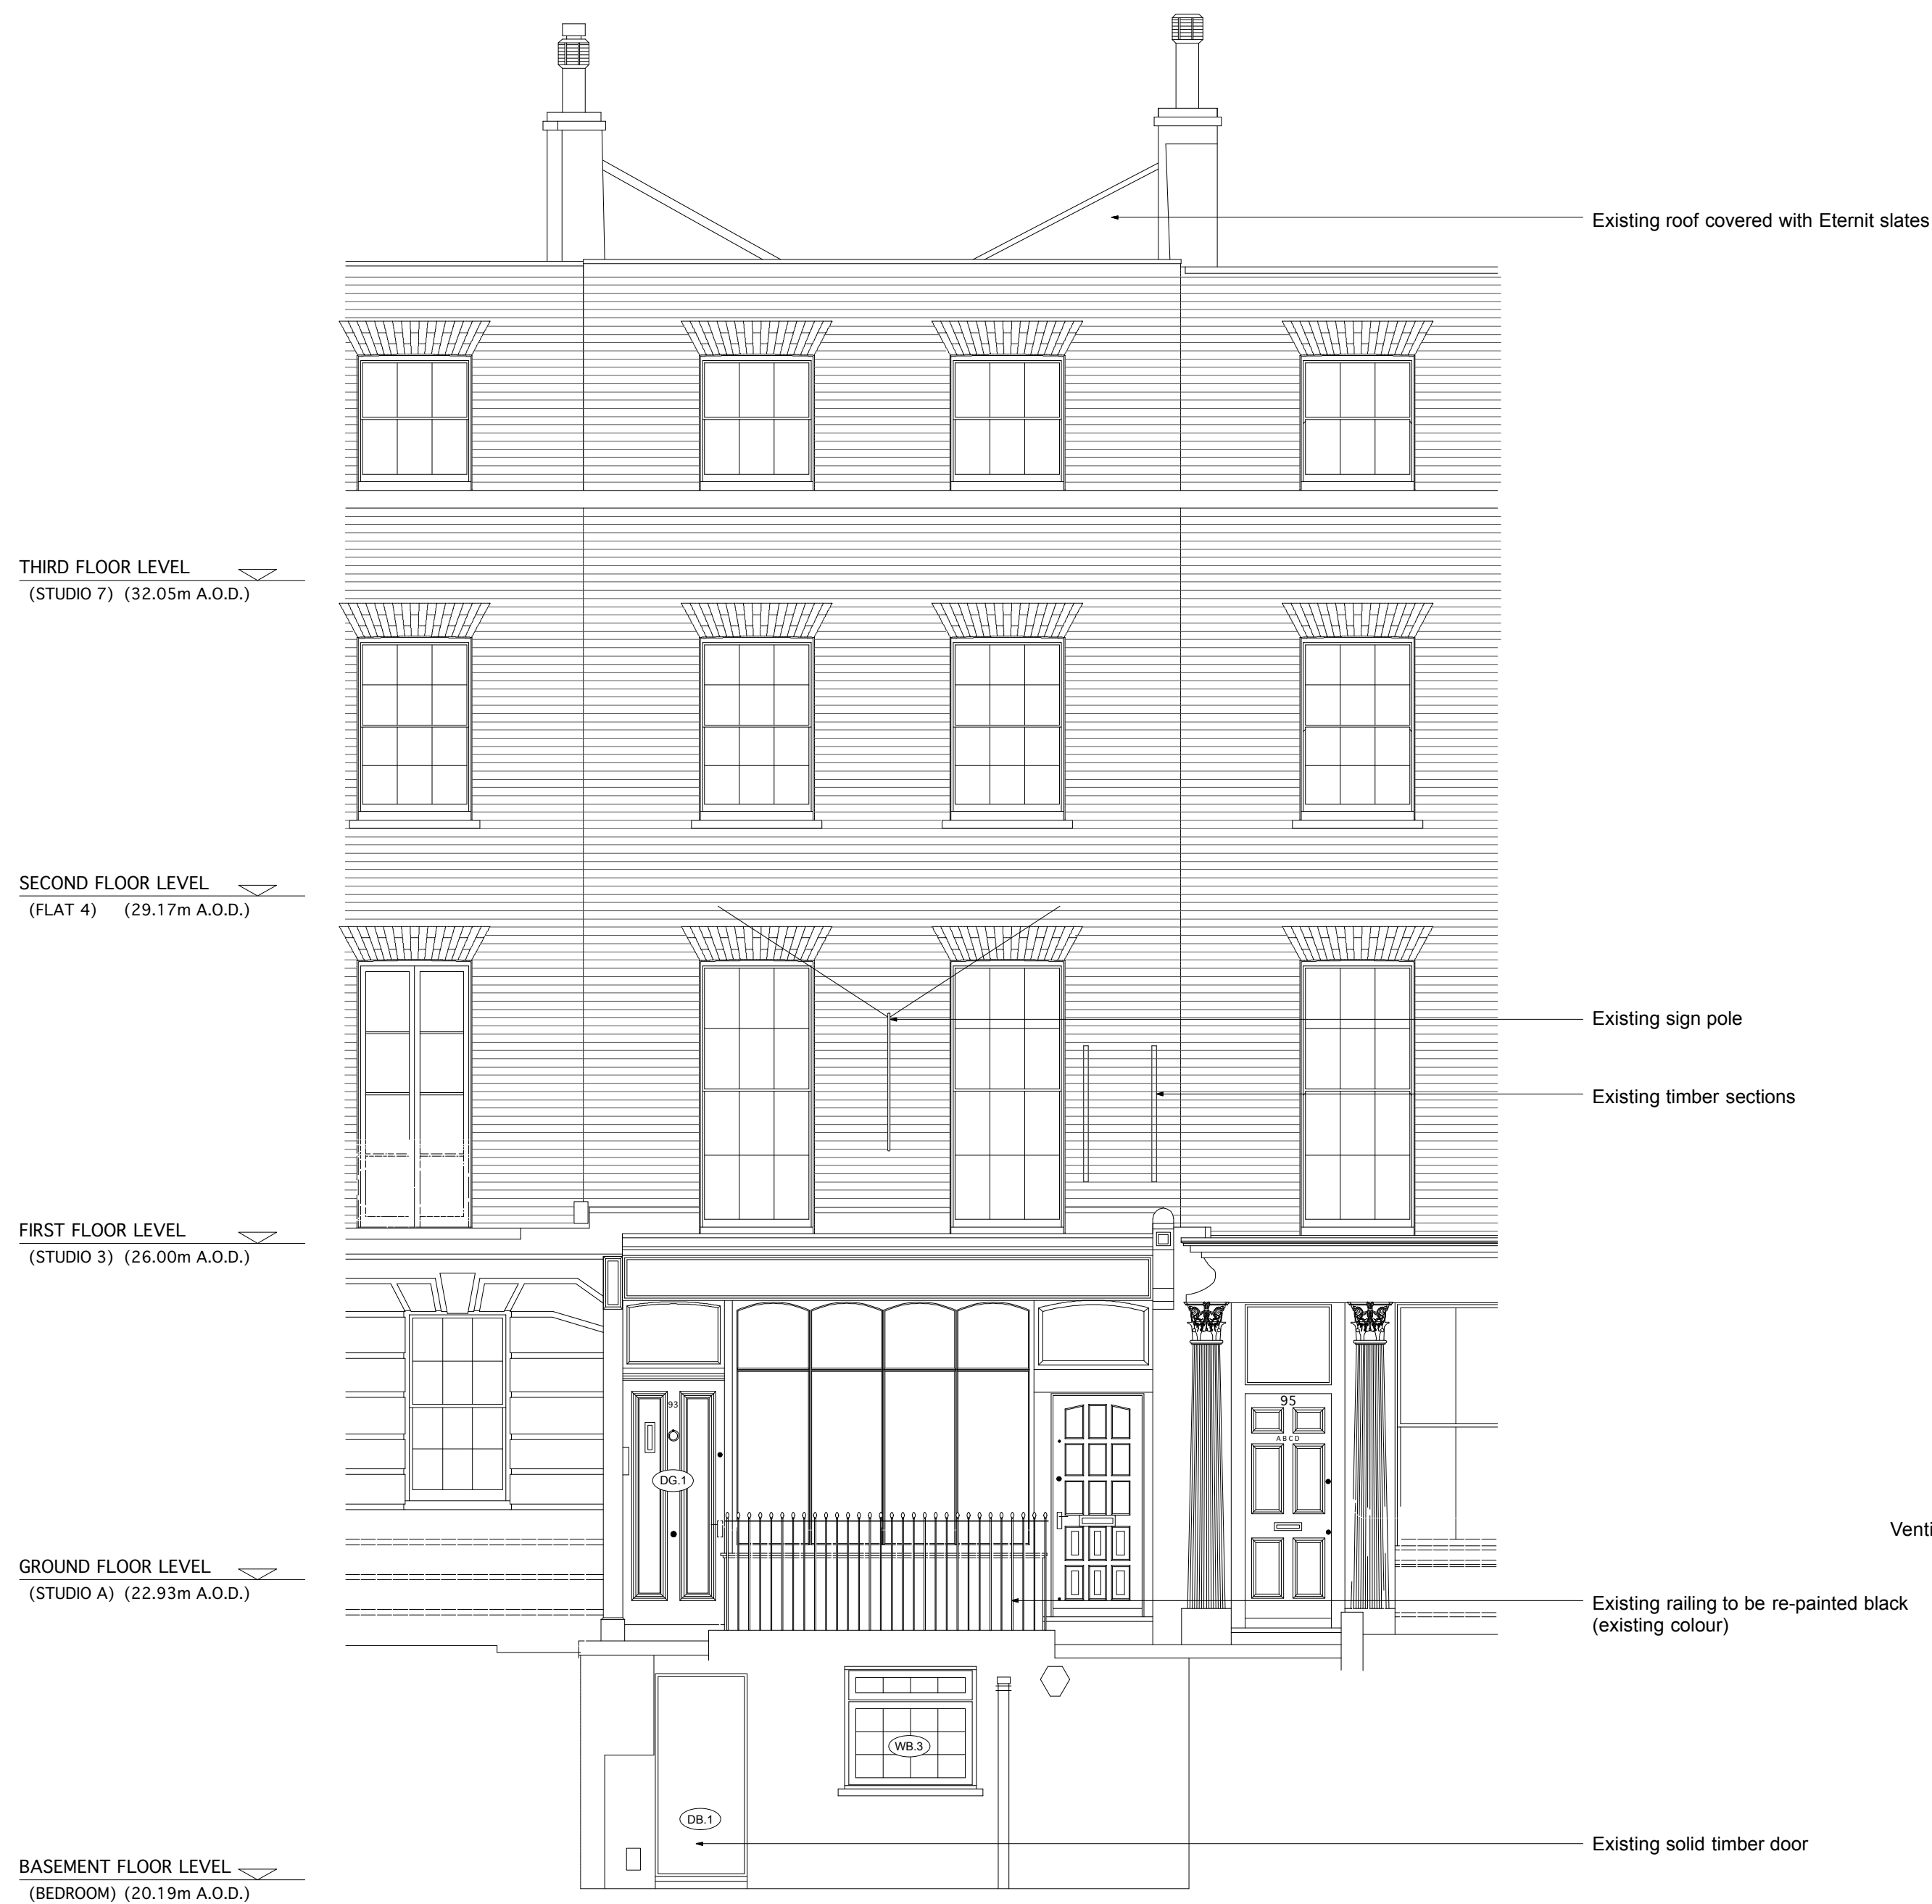 Existing roof covered with Eternit slates
THIRD FLOOR LEVEL
(STUDIO 7) (32.05m A.O.D.)
SECOND FLOOR LEVEL
(FLAT 4) (29.17m A.O.D.)
Existing sign pole
Existing timber sections
FIRST FLOOR LEVEL
(STUDIO 3) (26.00m A.O.D.)
93
95
A B C D
DG.1
Venti
GROUND FLOOR LEVEL
(STUDIO A) (22.93m A.O.D.)
Existing railing to be re-painted black
(existing colour)
WB.3
DB.1
Existing solid timber door
BASEMENT FLOOR LEVEL
(BEDROOM) (20.19m A.O.D.)